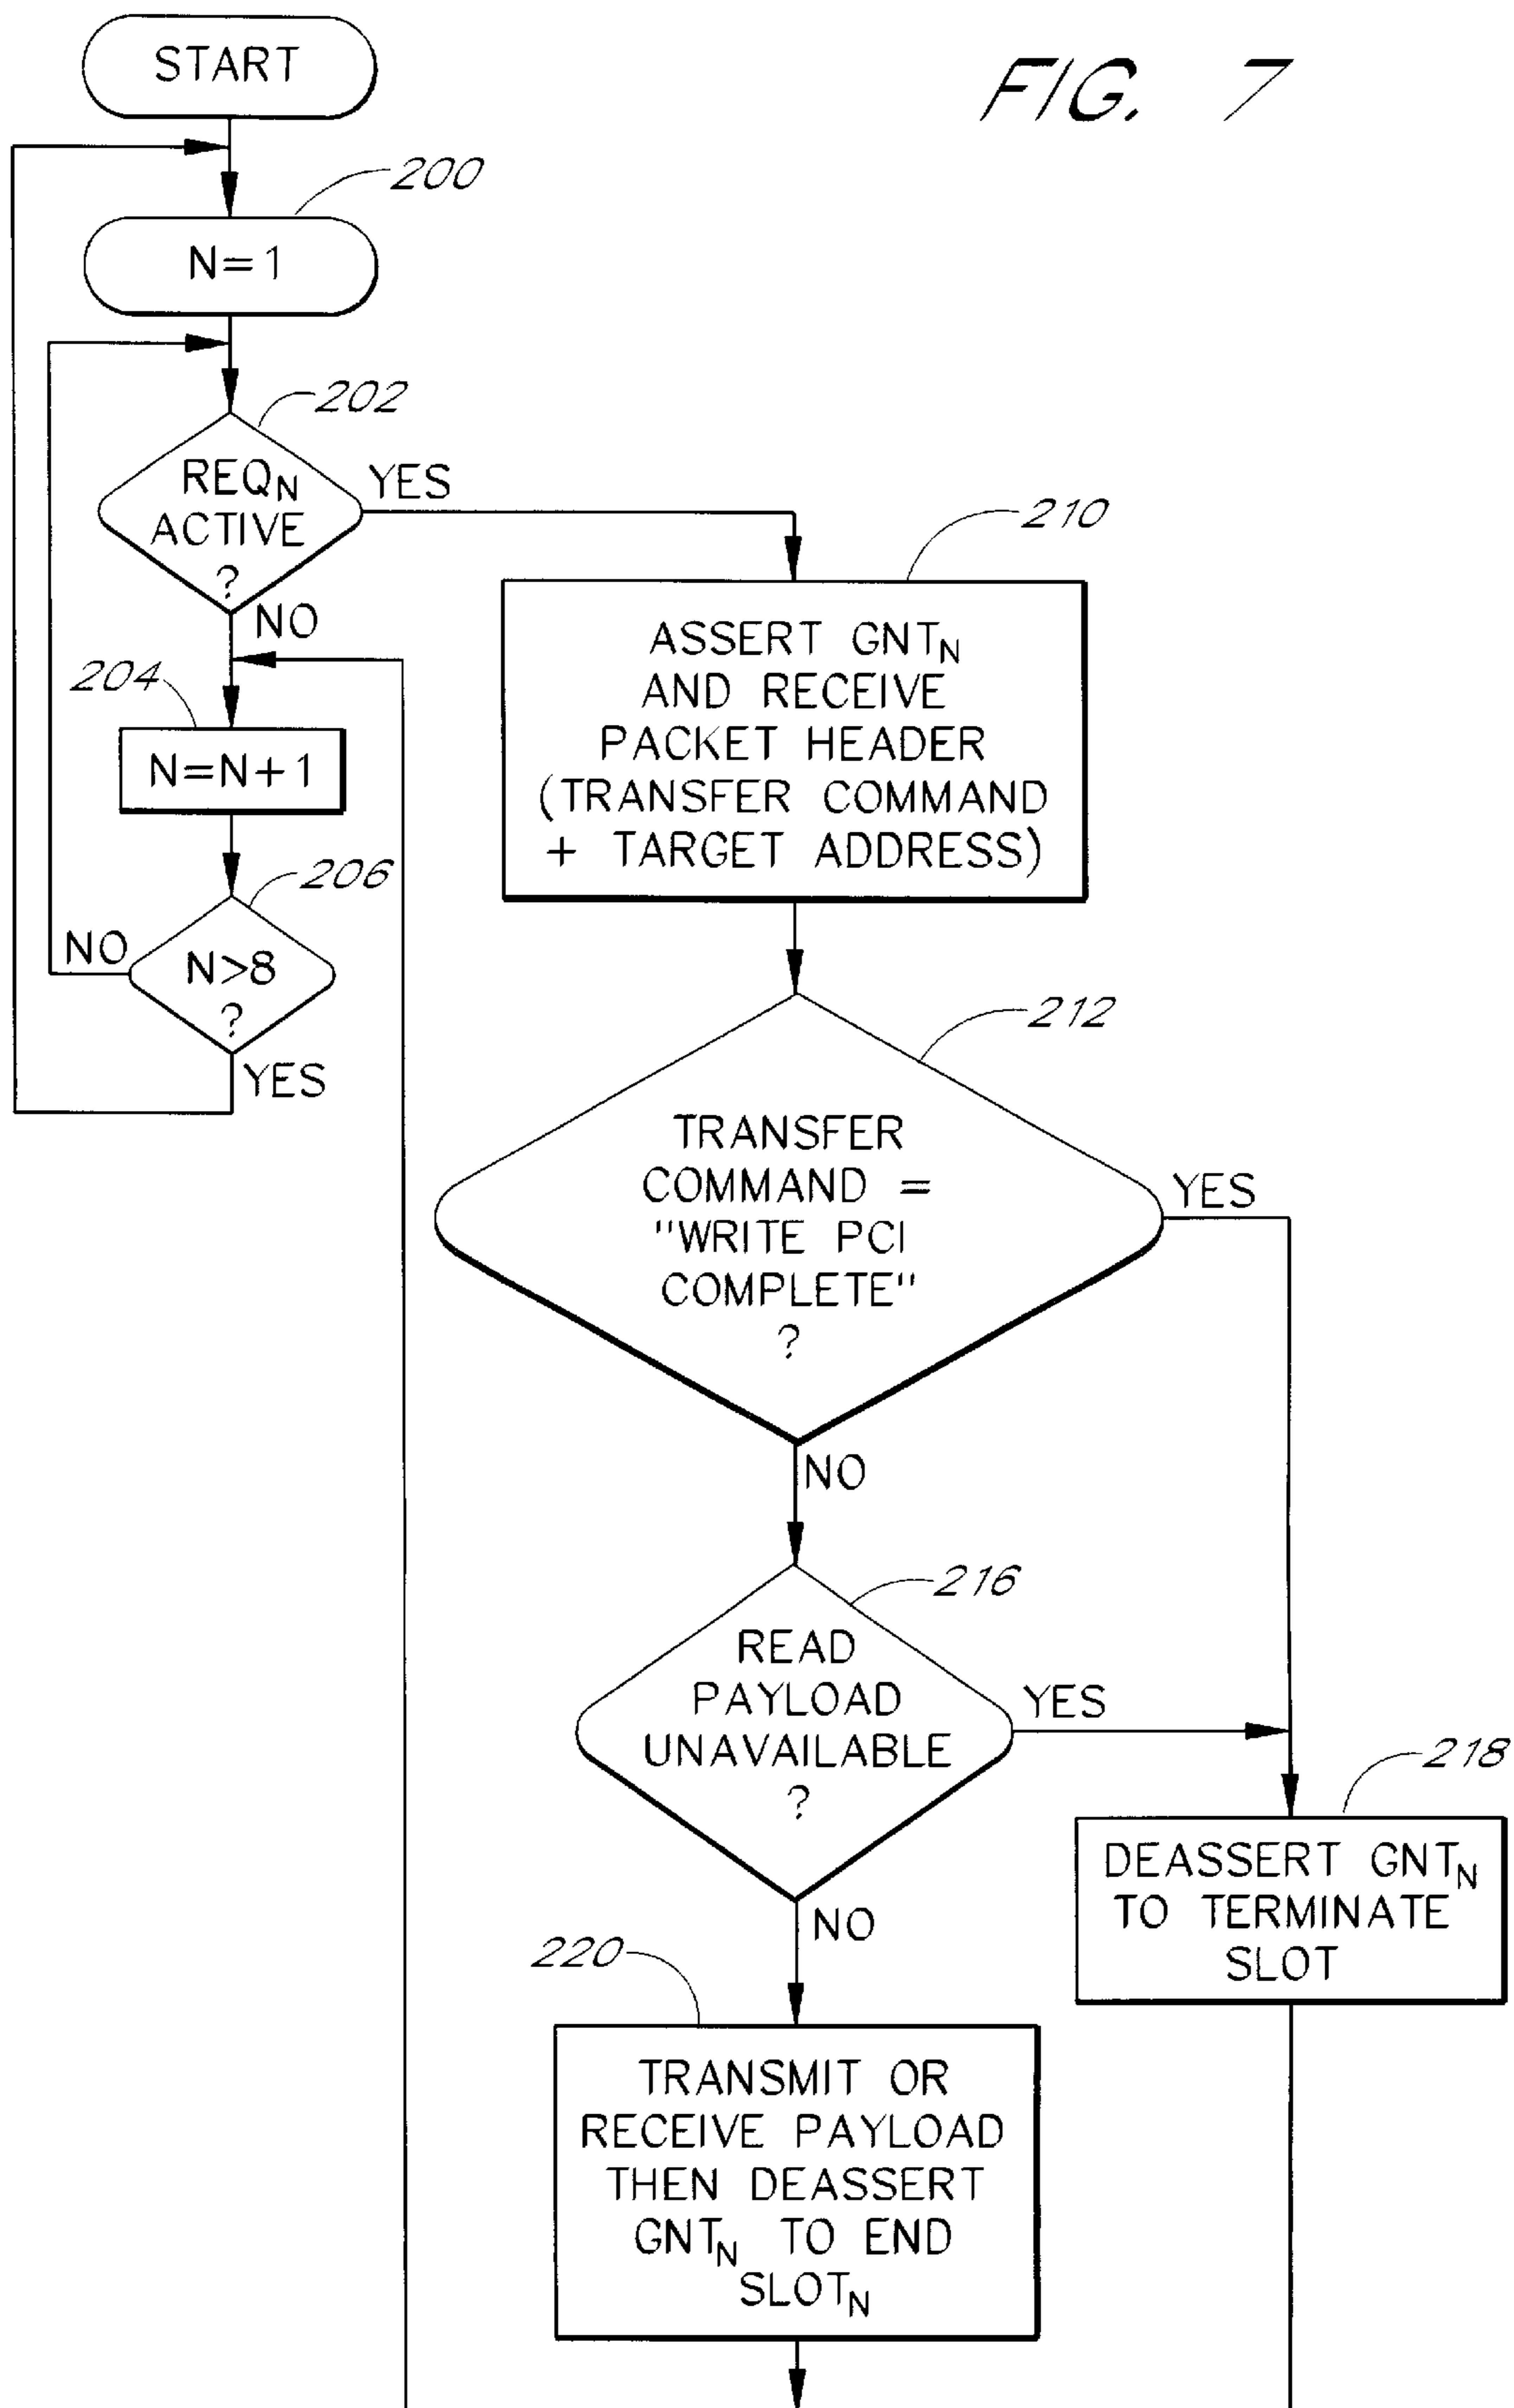 START
FIG. 7
200
N=1
202
REQN
ACTIVE
?
YES
NO
210
ASSERT GNTN
AND RECEIVE
PACKET HEADER
(TRANSFER COMMAND
+ TARGET ADDRESS)
204
N=N+1
206
N>8
?
NO
YES
212
TRANSFER
COMMAND =
"WRITE PCI
COMPLETE"
?
YES
NO
216
READ
PAYLOAD
UNAVAILABLE
?
YES
NO
218
DEASSERT GNTN
TO TERMINATE
SLOT
220
TRANSMIT OR
RECEIVE PAYLOAD
THEN DEASSERT
GNTN TO END
SLOTN